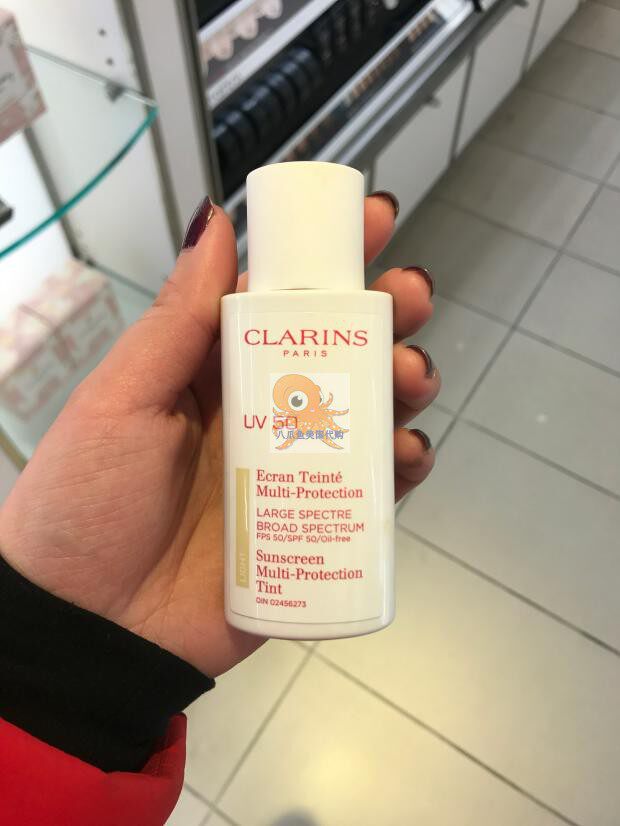 CLARINS
PARIS
UV 50
八爪鱼美国代购
Ecran Teinté
Multi-Protection
LARGE SPECTRE
BROAD SPECTRUM
FPS 50/SPF 50/Oil-free
LIGHT
Sunscreen
Multi-Protection
Tint
DIN 02456273